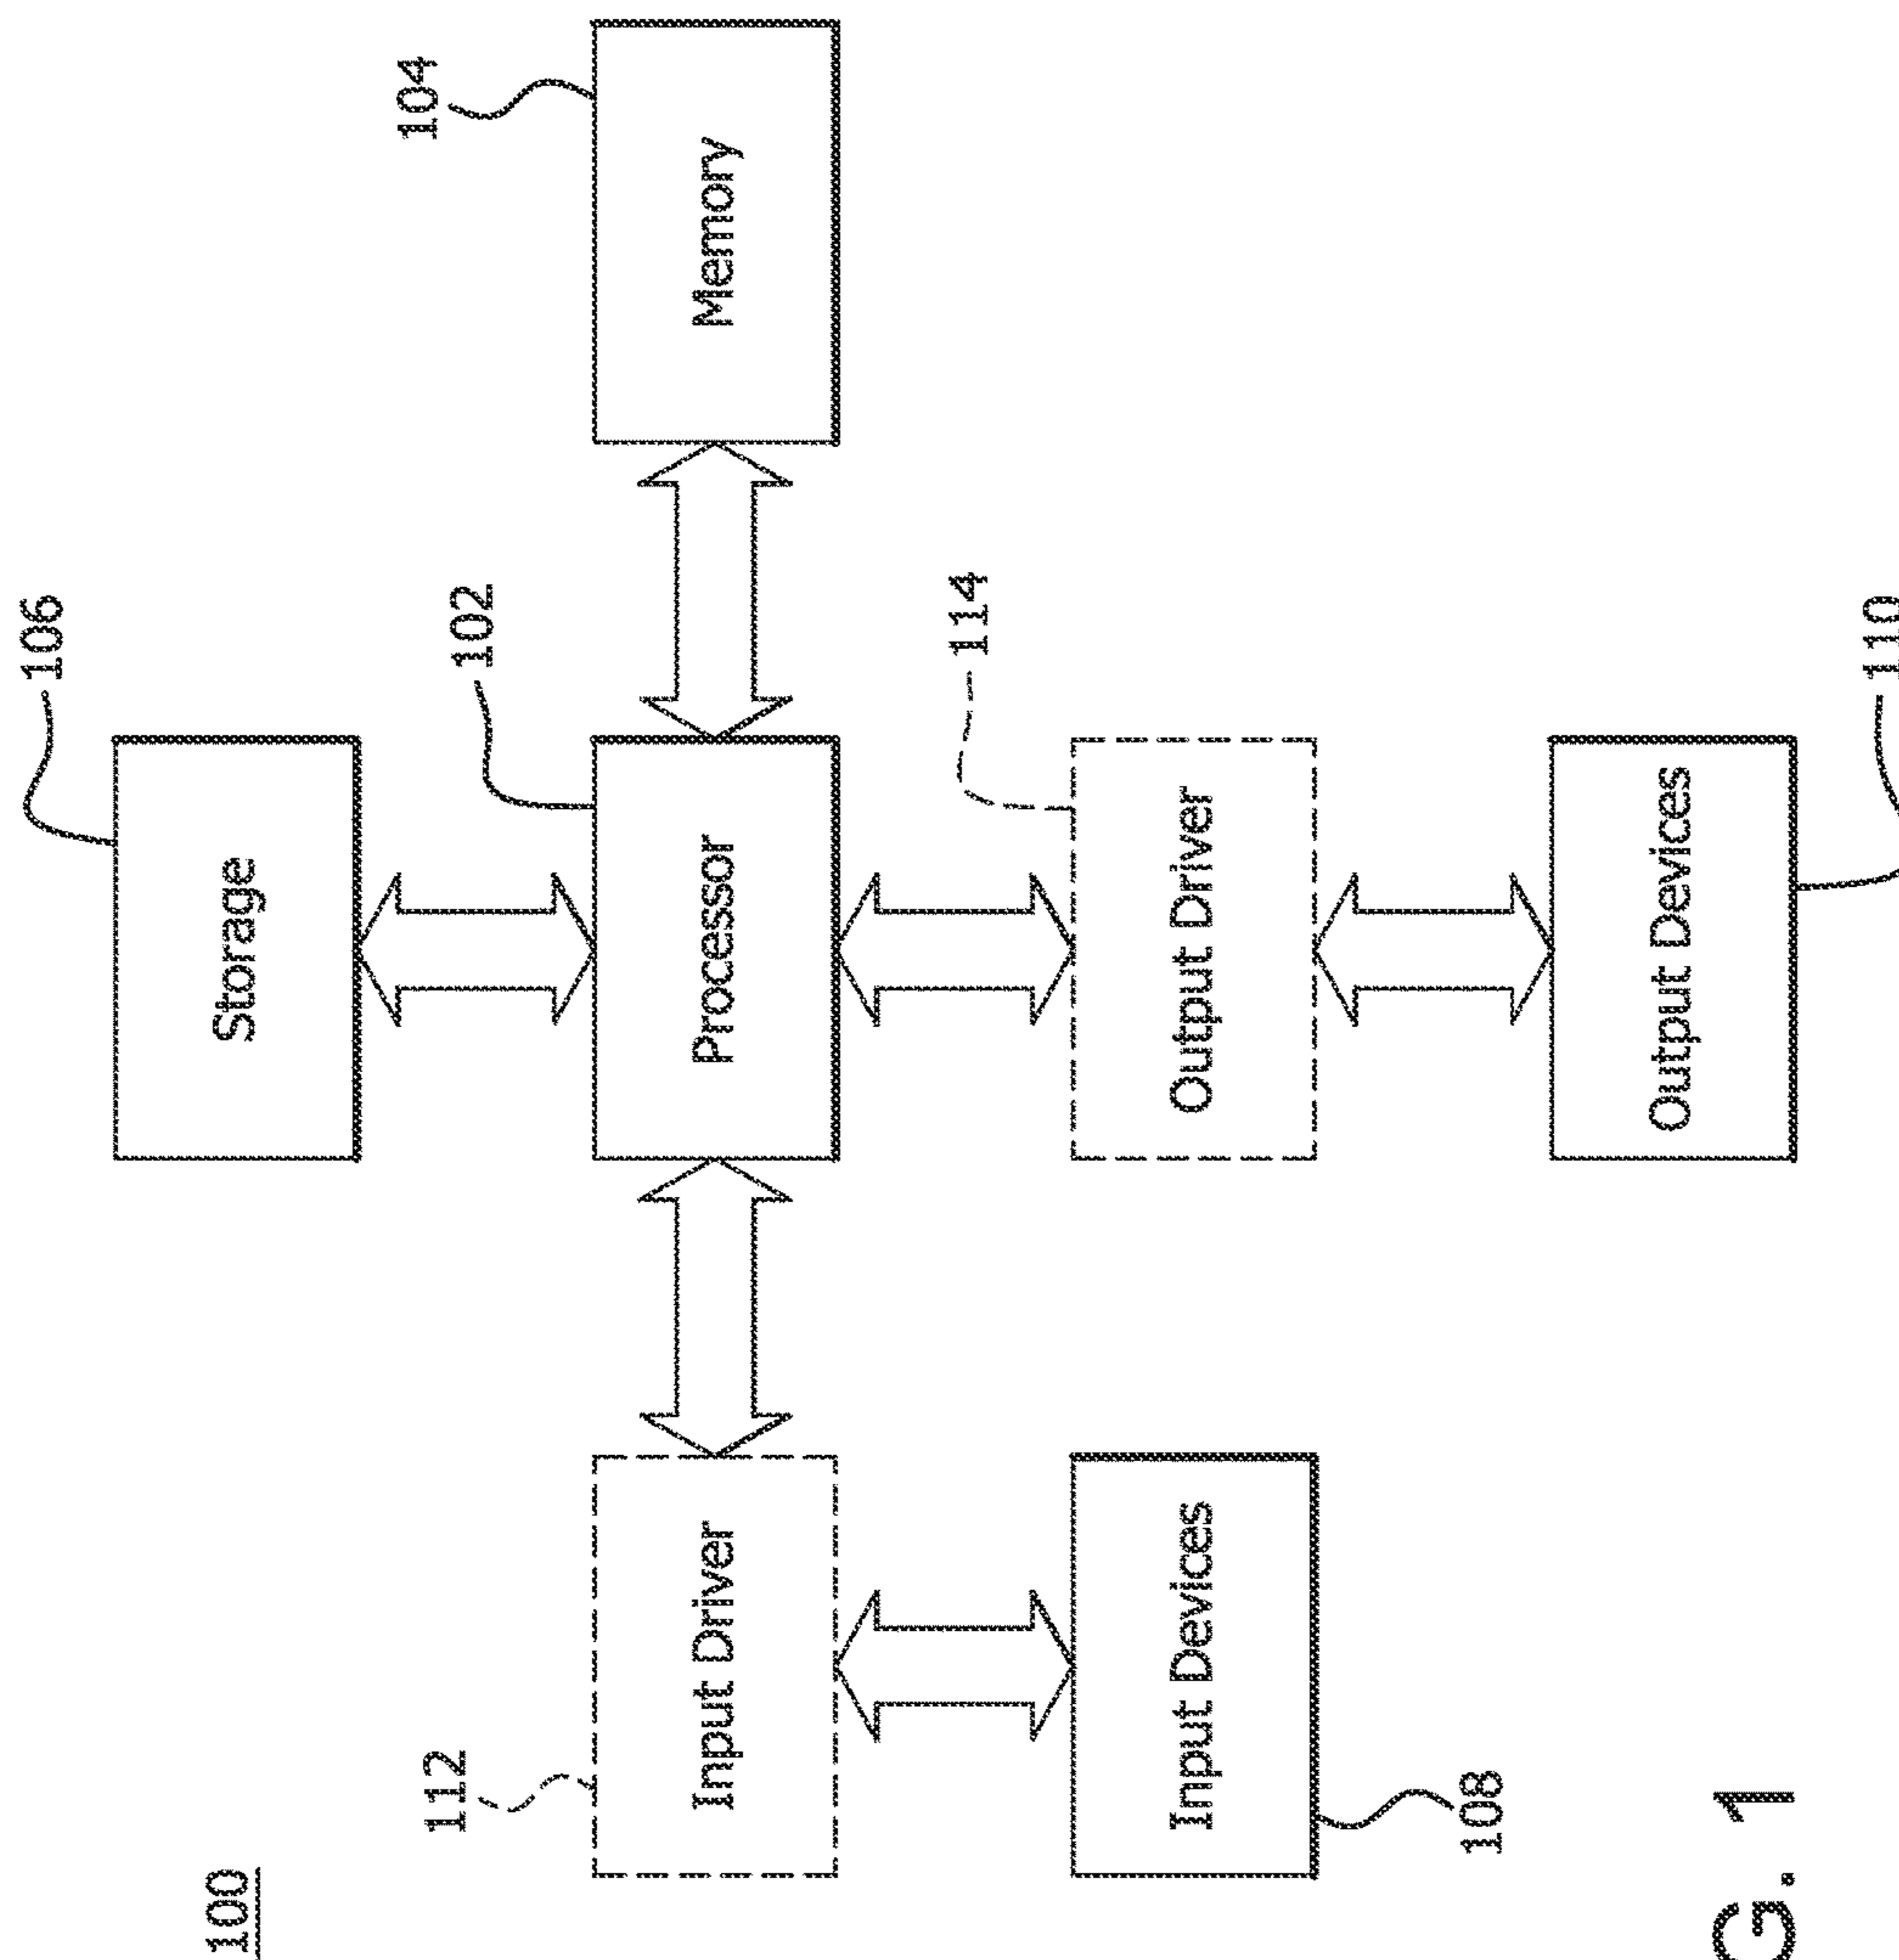 106
100
Storage
104
112
102
Input Driver
Processor
Memory
114
Input Devices
Output Driver
108
Output Devices
G. 1
110